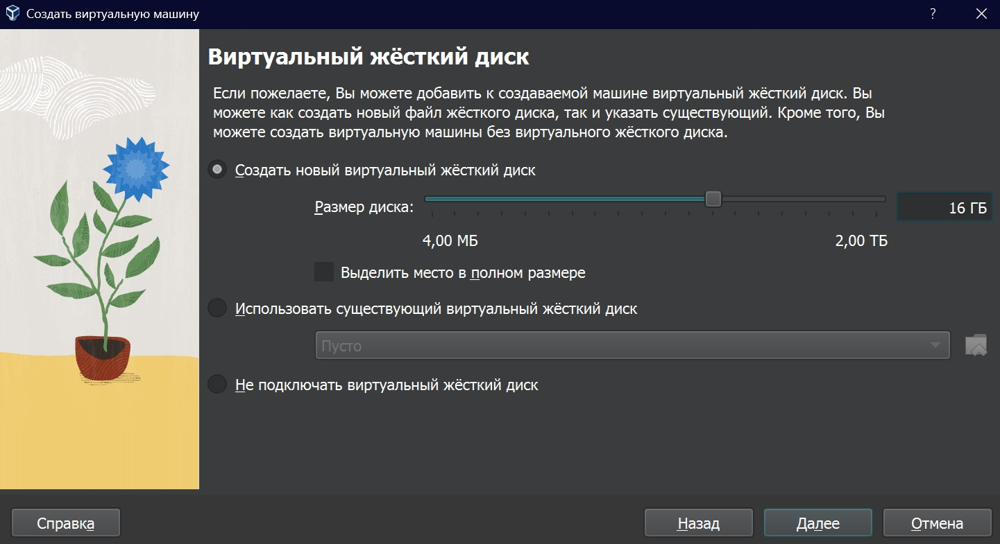 Создать виртуальную машину
?
Виртуальный жёсткий диск
Если пожелаете, Вы можете добавить к создаваемой машине виртуальный жёсткий диск. Вы
можете как создать новый файл жёсткого диска, так и указать существующий. Кроме того, Вы
можете создать виртуальную машины без виртуального жёсткого диска.
Создать новый виртуальный жёсткий диск
Размер диска:
16 ГБ
4,00 МБ
2,00 ТБ
Выделить место в полном размере
Использовать существующий виртуальный жёсткий диск
Пусто
Не подключать виртуальный жёсткий диск
Справка
Назад
Далее
Отмена